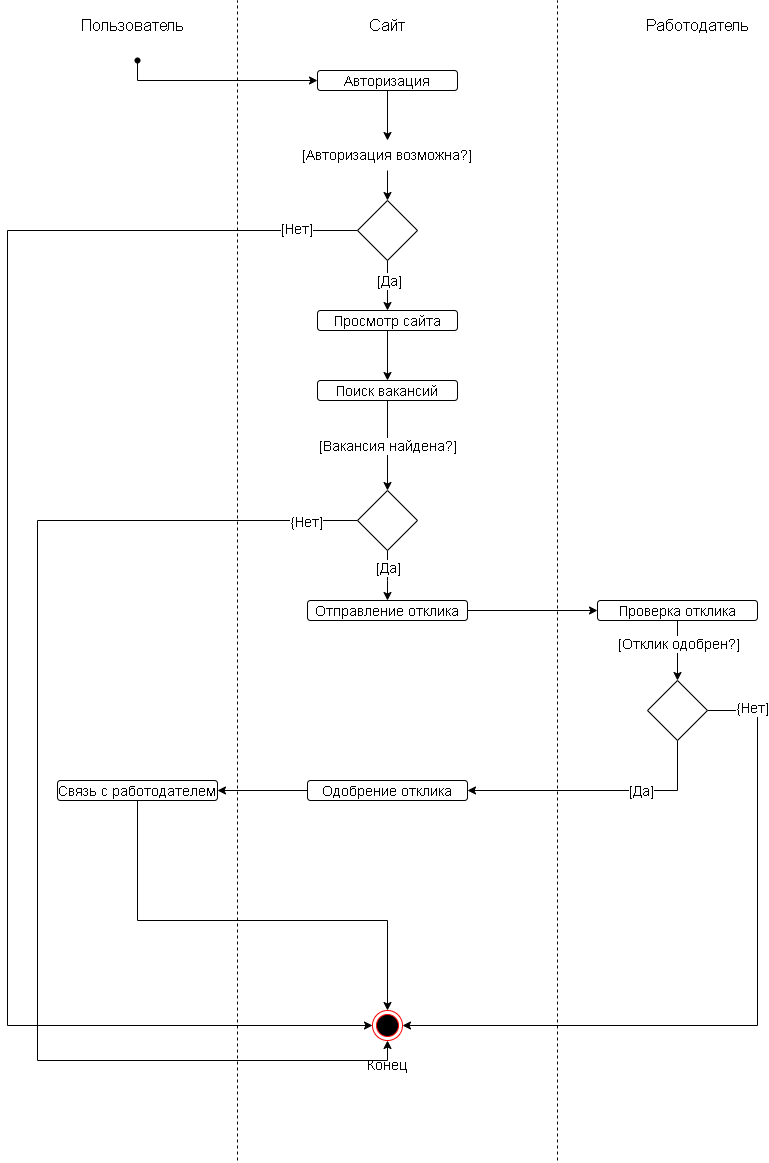 Пользователь
Сайт
Работодатель
Авторизация
[Авторизация возможна?]
[Нет]
[Да]
Просмотр сайта
Поиск вакансий
[Вакансия найдена?]
{Нет]
[Да]
Отправление отклика
Проверка отклика
[Отклик одобрен?]
{Нет]
Связь с работодателем
Одобрение отклика
[Да]
Конец